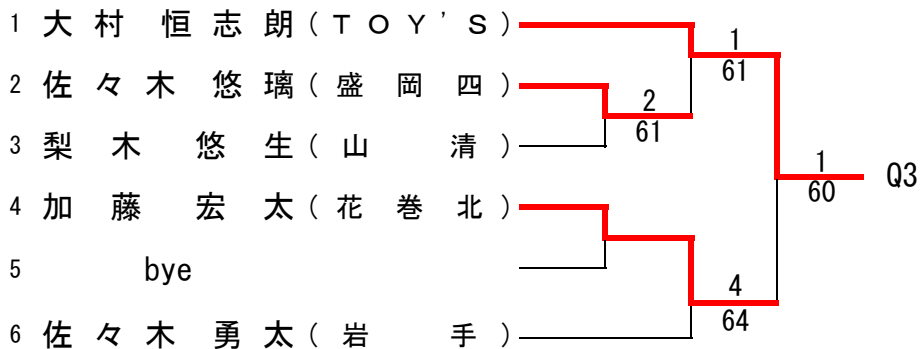 1 大村 恒志朗 (TOY'S)
1
61
2 佐々木 悠璃 (盛岡四)
2
61
3 梨木 悠生 (山清)
1
60
Q3
4 加藤 宏太 (花巻北)
5 bye
4
64
6 佐々木 勇太 (岩手)